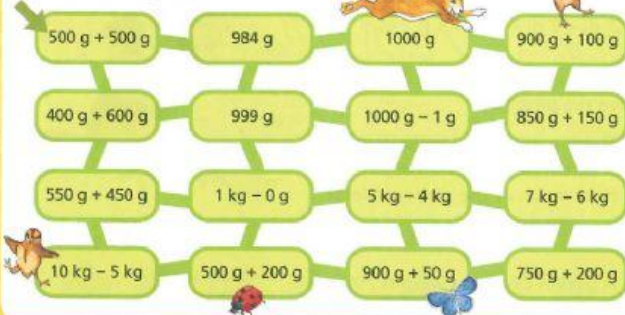 500 g + 500 g
984 g
1000 g
900 g + 100 g
400 g + 600 g
999 g
1000 g – 1 g
850 g + 150 g
550 g + 450 g
1 kg – 0 g
5 kg – 4 kg
7 kg – 6 kg
10 kg – 5 kg
500 g + 200 g
900 g + 50 g
750 g + 200 g